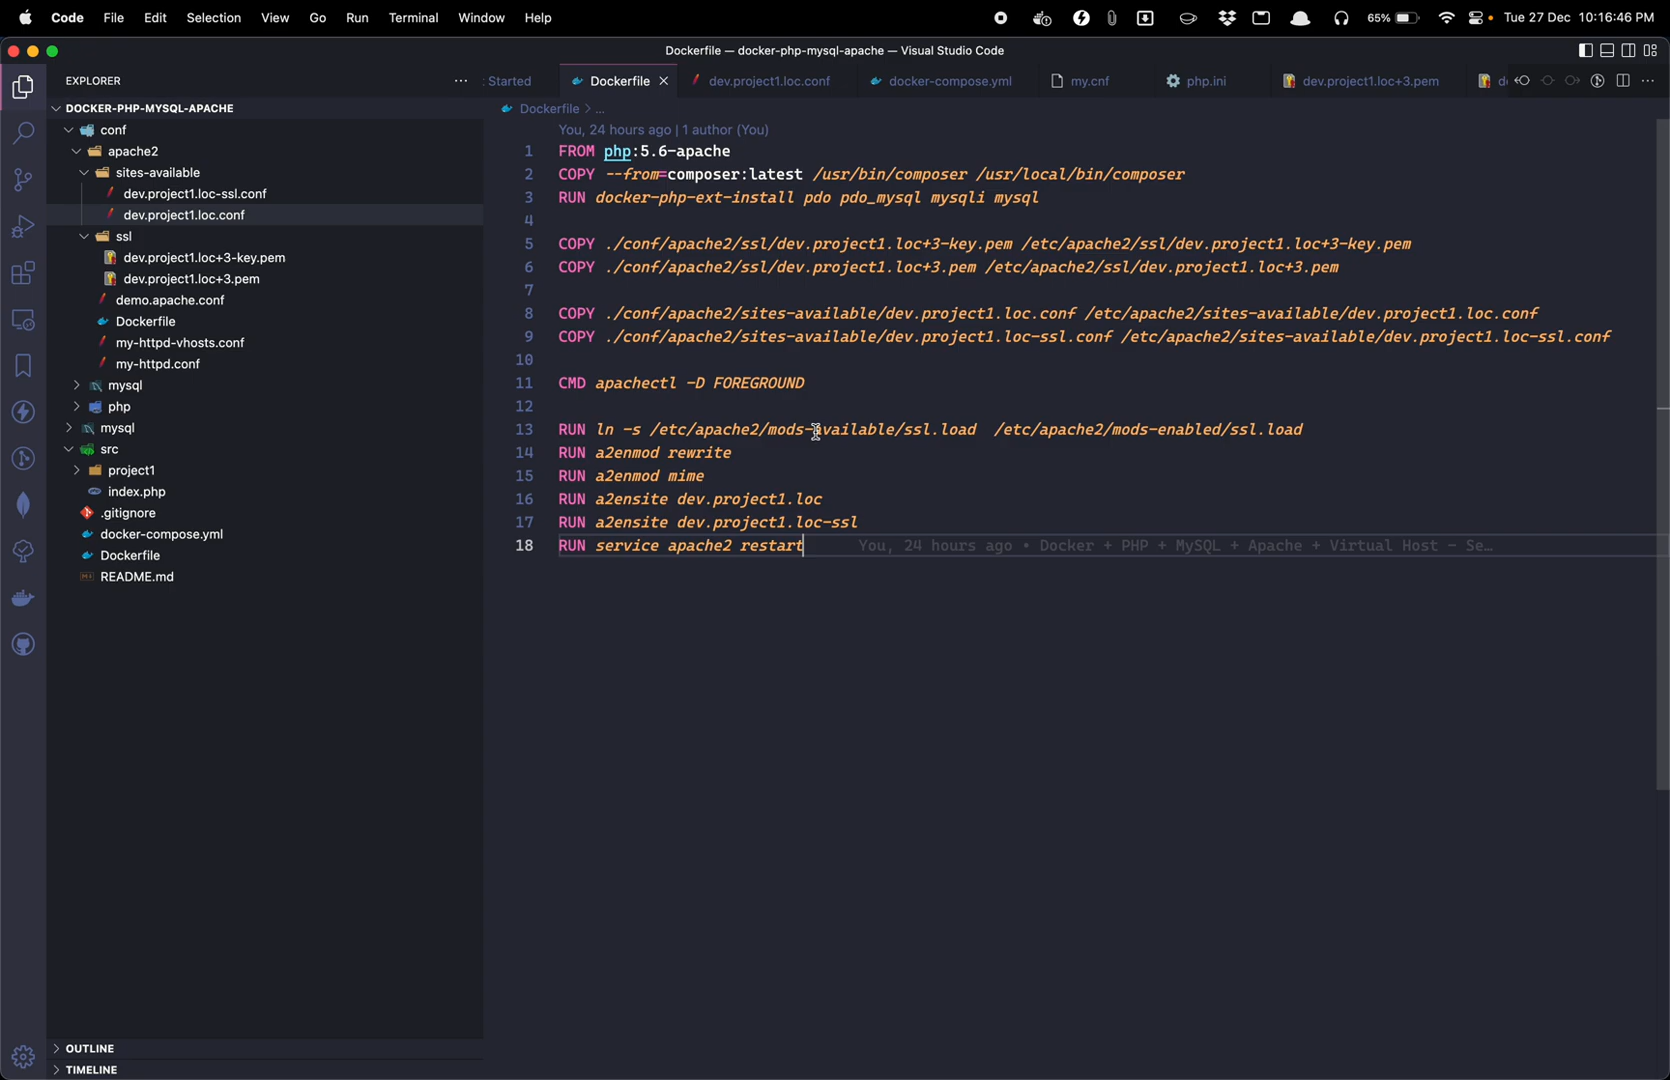 Code File Edit Selection View Go Run Terminal Window Help 65% Tue 27 Dec 10:16:46 PM
Dockerfile — docker-php-mysql-apache — Visual Studio Code
EXPLORER
: Started Dockerfile dev.project1.loc.conf docker-compose.yml my.cnf php.ini dev.project1.loc+3.pem
DOCKER-PHP-MYSQL-APACHE
conf
apache2
sites-available
dev.project1.loc-ssl.conf
dev.project1.loc.conf
ssl
dev.project1.loc+3-key.pem
dev.project1.loc+3.pem
demo.apache.conf
Dockerfile
my-httpd-vhosts.conf
my-httpd.conf
mysql
php
mysql
src
project1
index.php
.gitignore
docker-compose.yml
Dockerfile
README.md
OUTLINE
TIMELINE
Dockerfile > ...
You, 24 hours ago | 1 author (You)
1 FROM php:5.6-apache
2 COPY --from=composer:latest /usr/bin/composer /usr/local/bin/composer
3 RUN docker-php-ext-install pdo pdo_mysql mysqli mysql
4
5 COPY ./conf/apache2/ssl/dev.project1.loc+3-key.pem /etc/apache2/ssl/dev.project1.loc+3-key.pem
6 COPY ./conf/apache2/ssl/dev.project1.loc+3.pem /etc/apache2/ssl/dev.project1.loc+3.pem
7
8 COPY ./conf/apache2/sites-available/dev.project1.loc.conf /etc/apache2/sites-available/dev.project1.loc.conf
9 COPY ./conf/apache2/sites-available/dev.project1.loc-ssl.conf /etc/apache2/sites-available/dev.project1.loc-ssl.conf
10
11 CMD apachectl -D FOREGROUND
12
13 RUN ln -s /etc/apache2/mods-available/ssl.load  /etc/apache2/mods-enabled/ssl.load
14 RUN a2enmod rewrite
15 RUN a2enmod mime
16 RUN a2ensite dev.project1.loc
17 RUN a2ensite dev.project1.loc-ssl
18 RUN service apache2 restart You, 24 hours ago • Docker + PHP + MySQL + Apache + Virtual Host - Se…